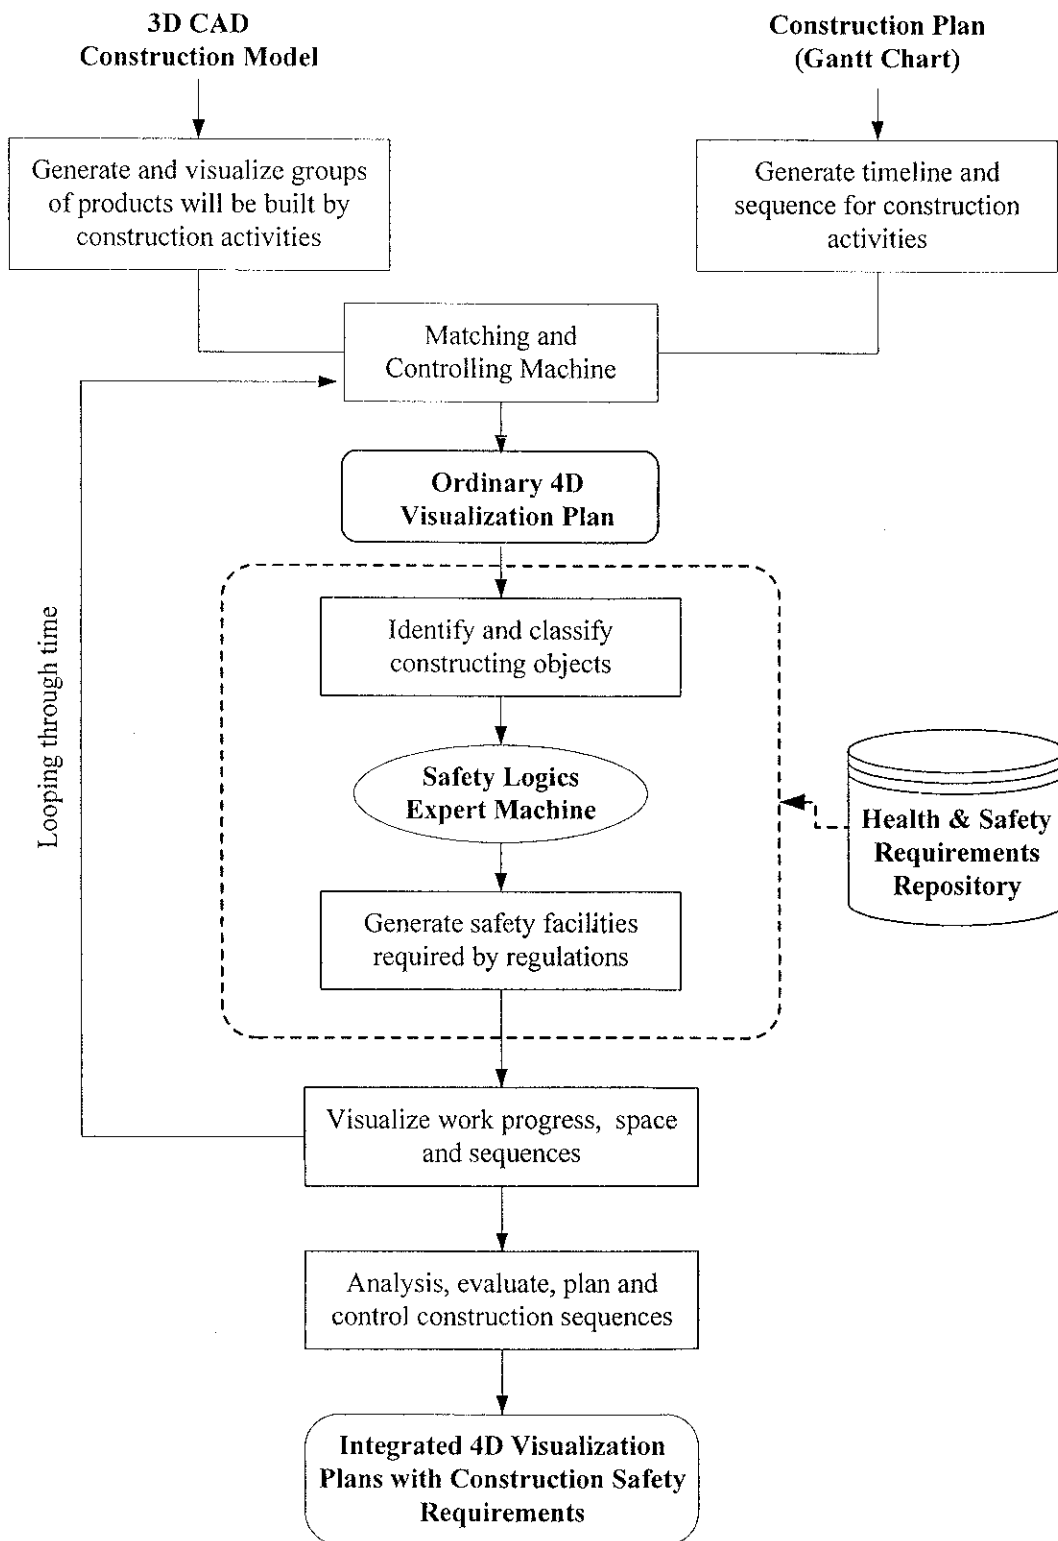 3D CAD
Construction Model
Construction Plan
(Gantt Chart)
Generate and visualize groups
of products will be built by
construction activities
Generate timeline and
sequence for construction
activities
Matching and
Controlling Machine
Ordinary 4D
Visualization Plan
Identify and classify
constructing objects
Looping through time
Safety Logics
Expert Machine
Health & Safety
Requirements
Repository
Generate safety facilities
required by regulations
Visualize work progress, space
and sequences
Analysis, evaluate, plan and
control construction sequences
Integrated 4D Visualization
Plans with Construction Safety
Requirements